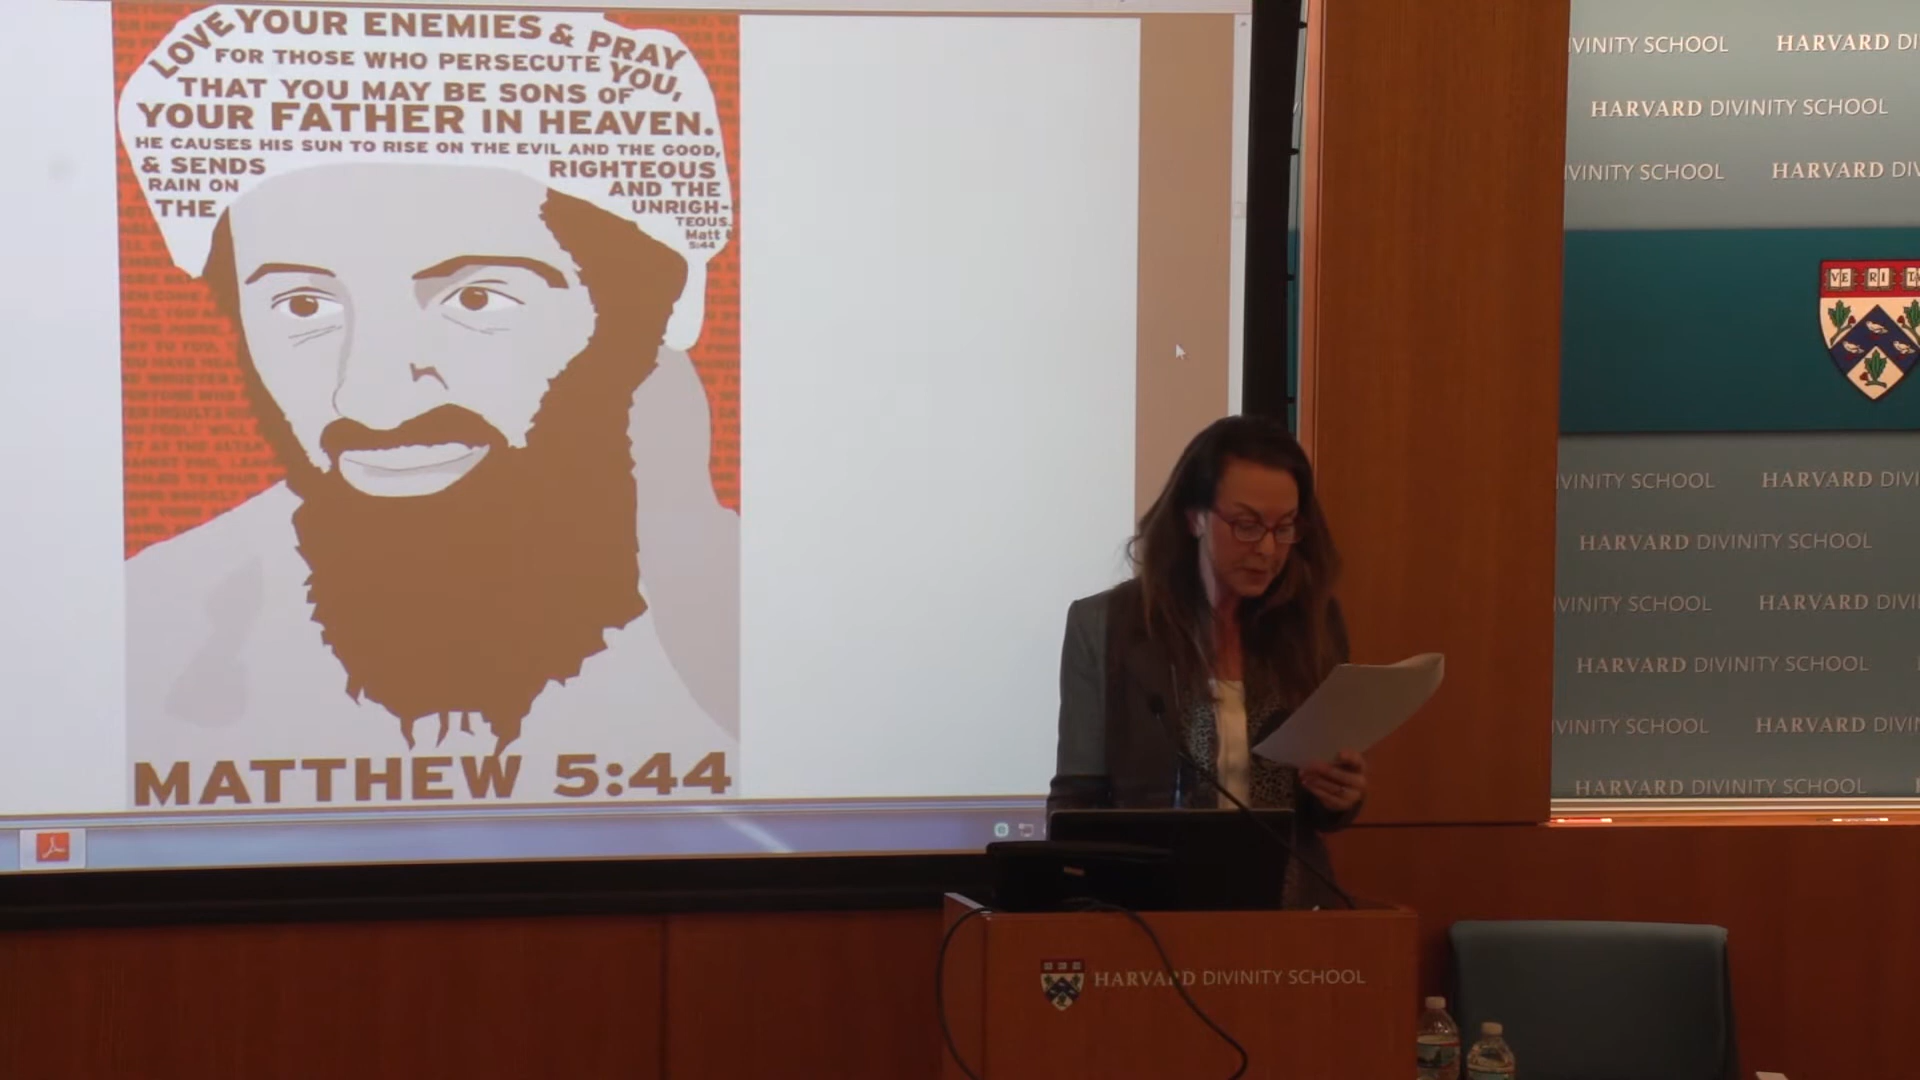 LOVE YOUR ENEMIES & PRAY
FOR THOSE WHO PERSECUTE YOU,
THAT YOU MAY BE SONS OF
YOUR FATHER IN HEAVEN.
HE CAUSES HIS SUN TO RISE ON THE EVIL AND THE GOOD,
& SENDS
RAIN ON
THE
RIGHTEOUS
AND THE
UNRIGH-
TEOUS.
Matt
5:44
MATTHEW 5:44
VINITY SCHOOL HARVARD DI
HARVARD DIVINITY SCHOOL
VINITY SCHOOL HARVARD DIV
VE RI T
VINITY SCHOOL HARVARD DIVI
HARVARD DIVINITY SCHOOL
VINITY SCHOOL HARVARD DIVI
HARVARD DIVINITY SCHOOL
VINITY SCHOOL HARVARD DIVI
HARVARD DIVINITY SCHOOL
HARVARD DIVINITY SCHOOL